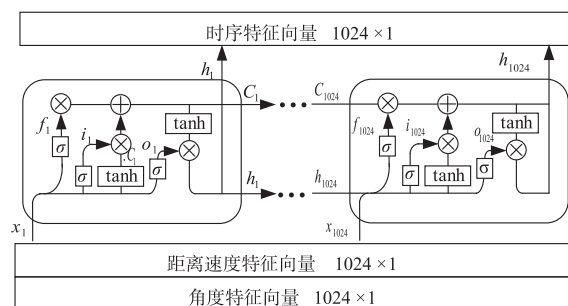 时序特征向量 1024×1
h₁ h₁₀₂₄
C₁ C₁₀₂₄
f₁ i₁ C₁ o₁ tanh f₁₀₂₄ i₁₀₂₄ o₁₀₂₄ tanh
σ σ tanh σ σ σ tanh σ
h₁ h₁₀₂₄
x₁ x₁₀₂₄
距离速度特征向量 1024×1
角度特征向量 1024×1